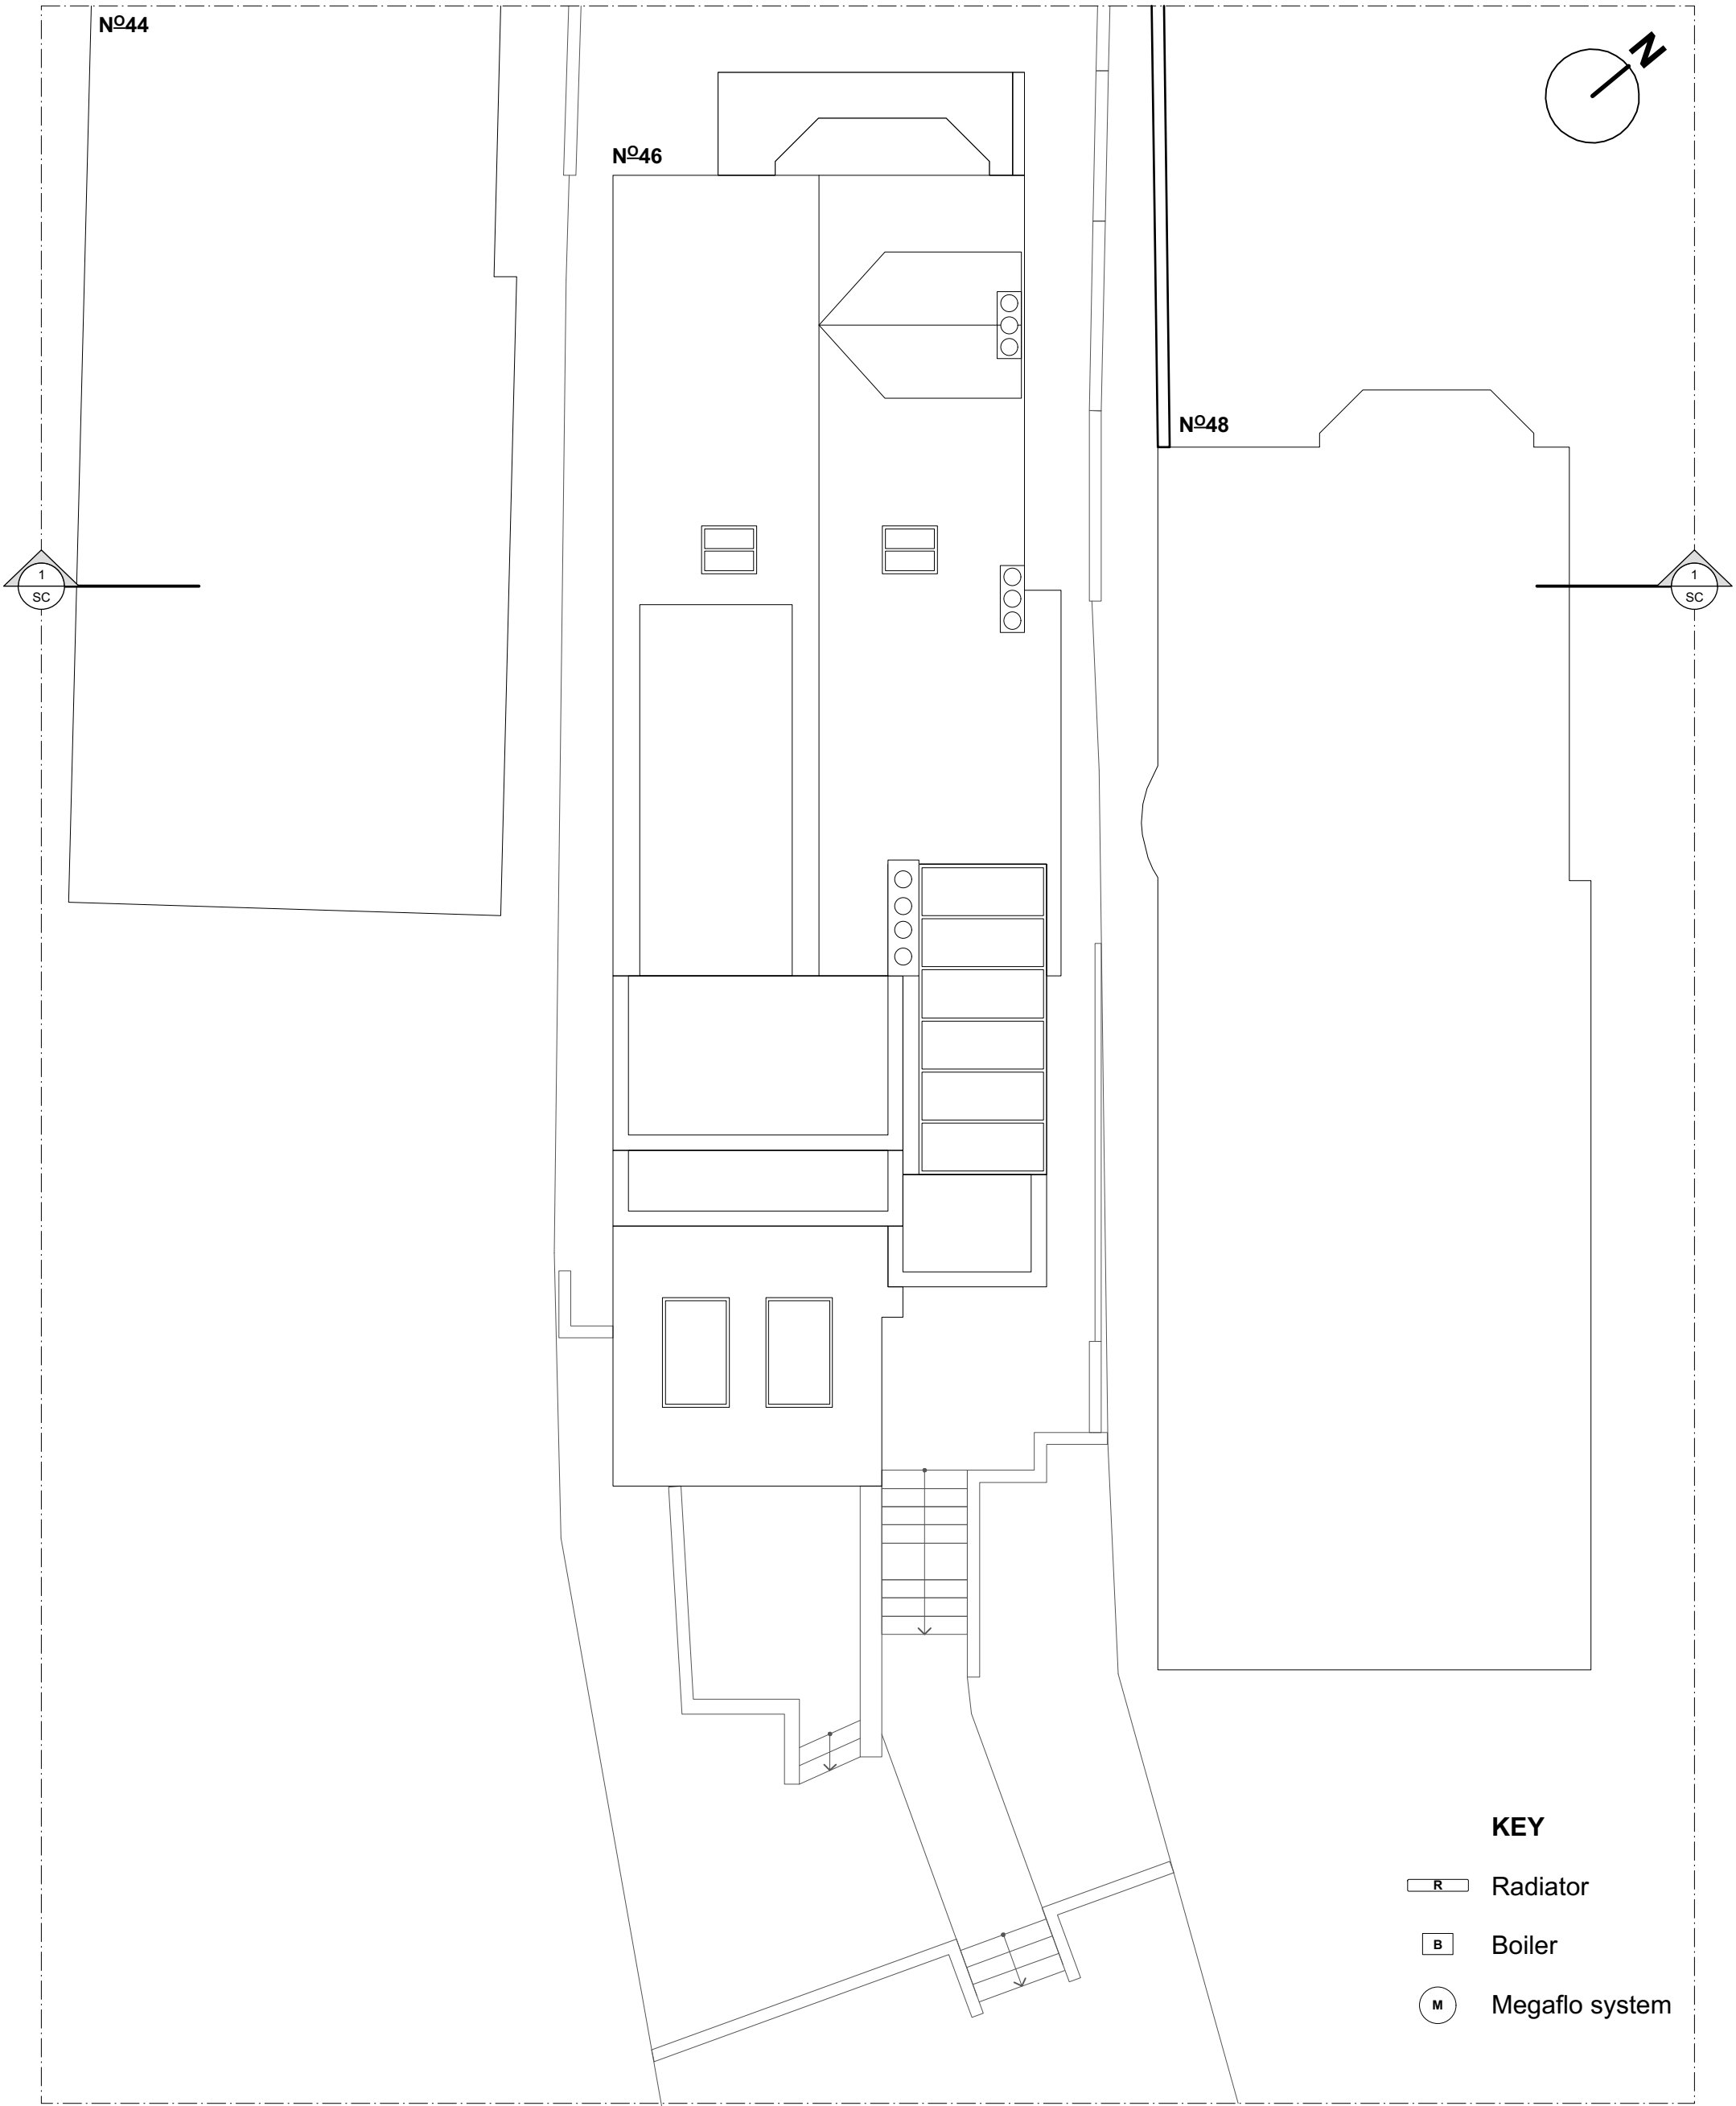 Nº44
N
Nº46
Nº48
1
SC
1
SC
KEY
R Radiator
B Boiler
M Megaflo system